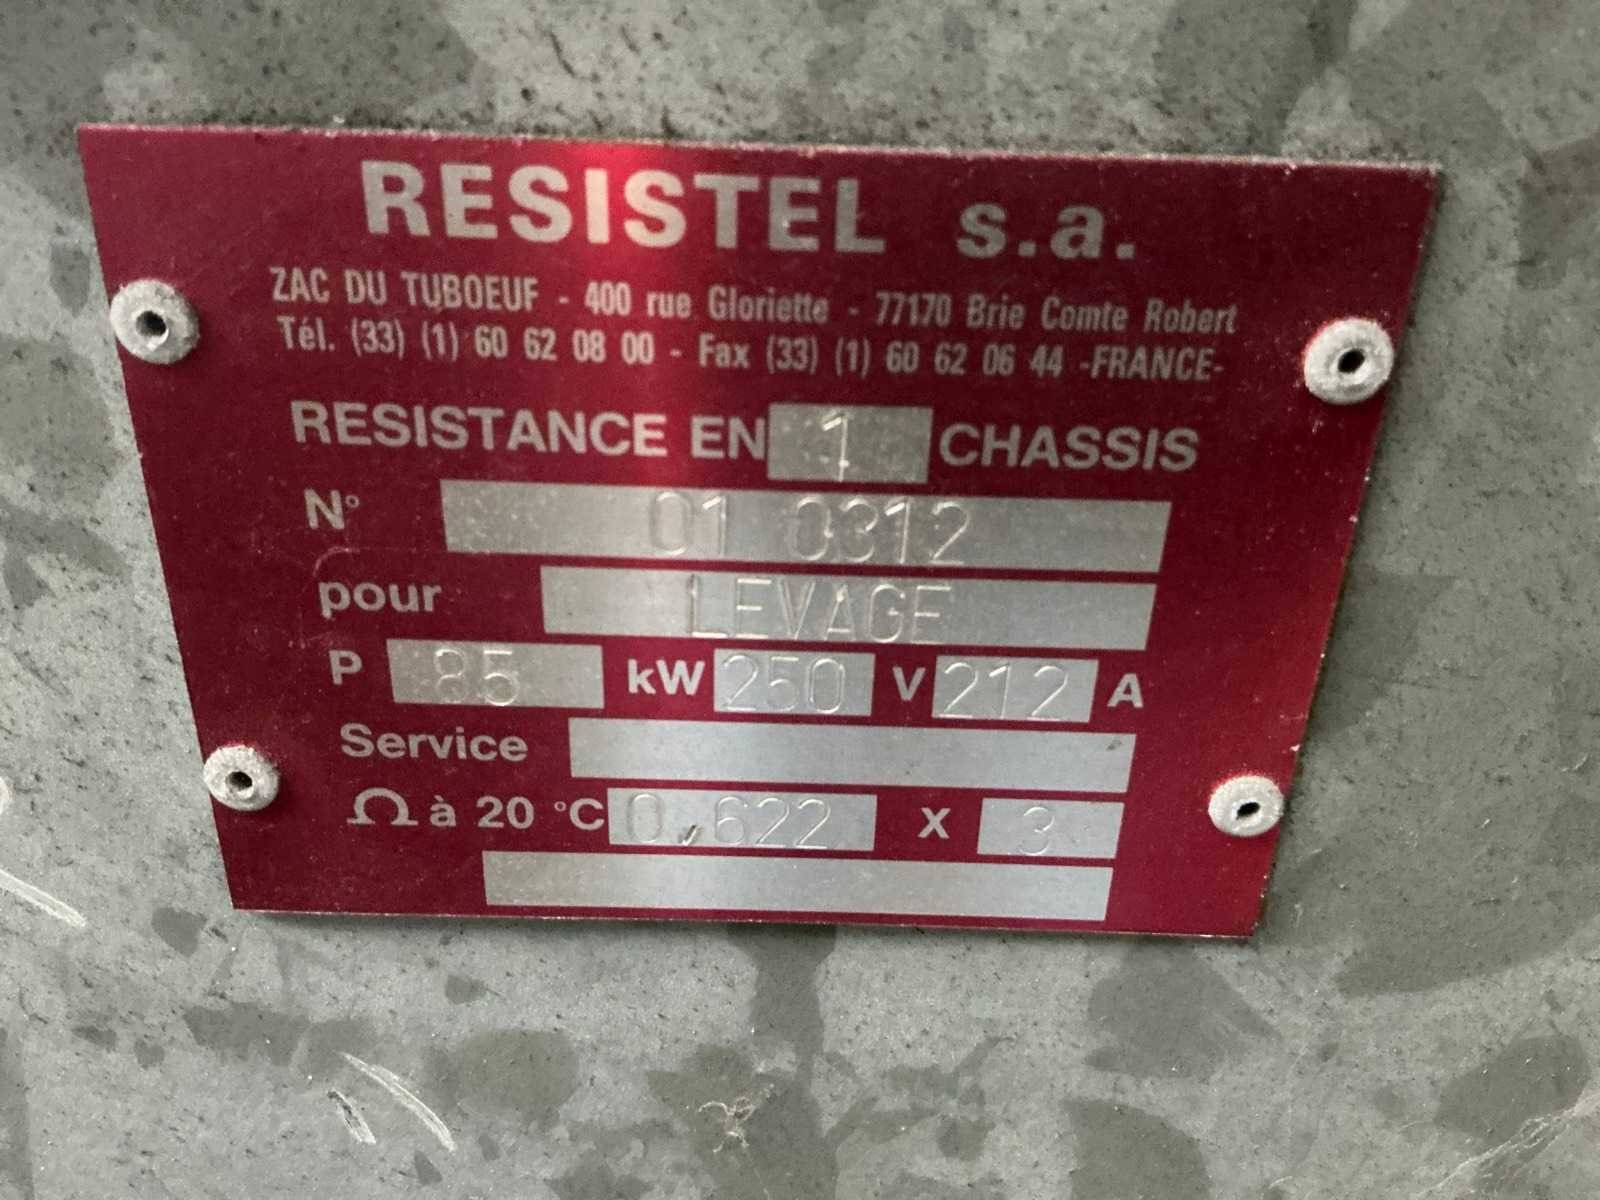 RESISTEL s.a.
ZAC DU TUBOEUF - 400 rue Gloriette - 77170 Brie Comte Robert
Tél. (33) (1) 60 62 08 00 - Fax (33) (1) 60 62 06 44 -FRANCE-
RESISTANCE EN 1 CHASSIS
N° 01 0312
pour LEVAGE
P 85 kW 250 V 212 A
Service
Ω à 20 °C 0,622 X 3